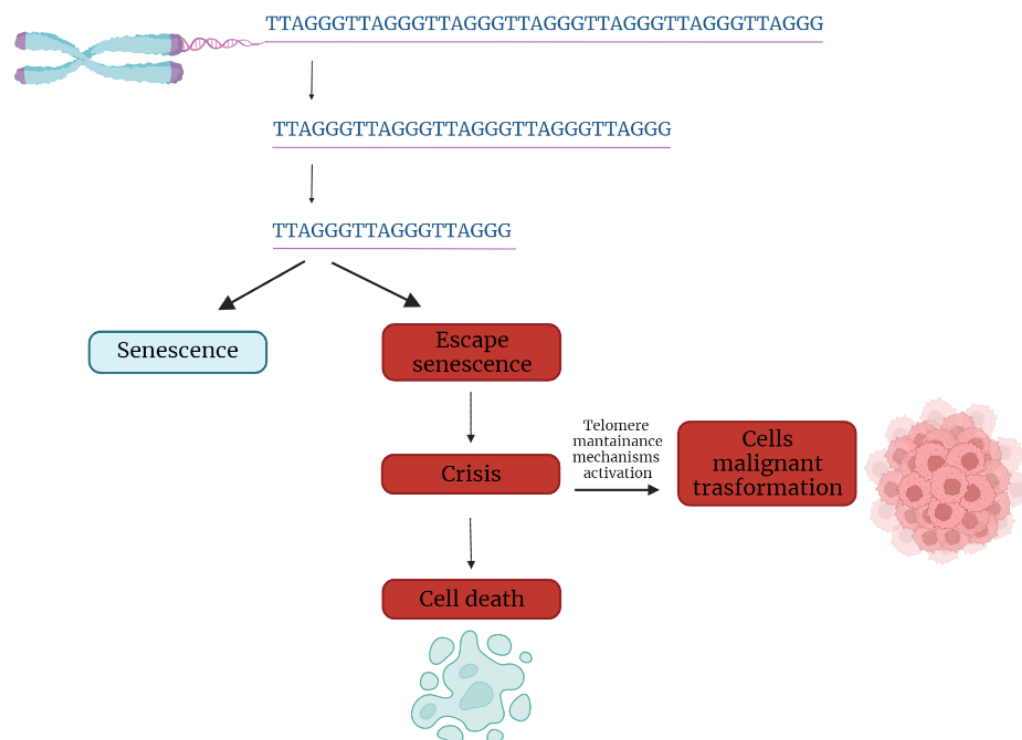 TTAGGGTTAGGGTTAGGGTTAGGGTTAGGGTTAGGGTTAGGG
TTAGGGTTAGGGTTAGGGTTAGGGTTAGGG
TTAGGGTTAGGGTTAGGG
Senescence
Escape
senescence
Crisis
Telomere
mantainance
mechanisms
activation
Cells
malignant
trasformation
Cell death